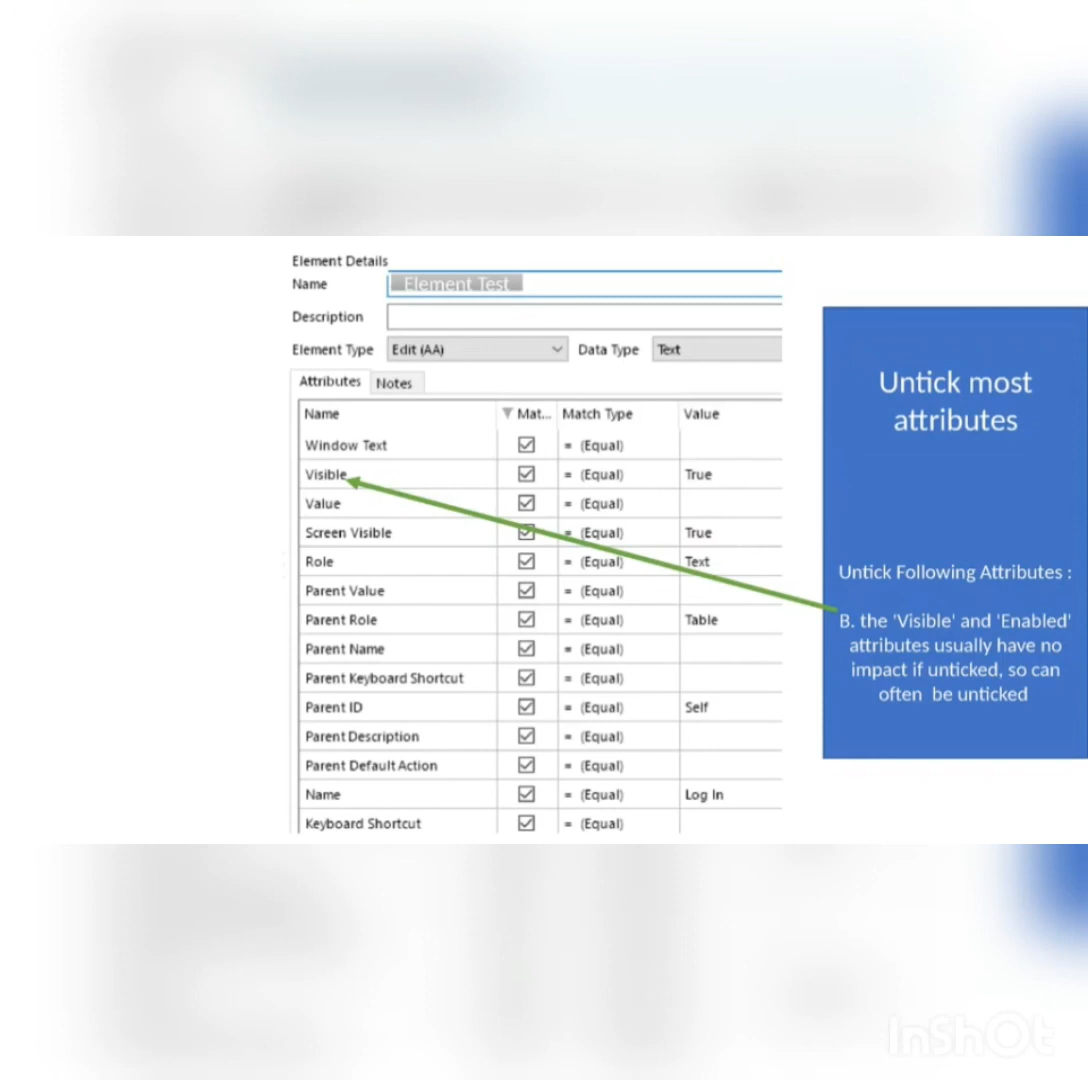 Element Details
Name Element Test
Description
Element Type Edit (AA) Data Type Text
Attributes Notes
Name Mat... Match Type Value
Window Text = (Equal)
Visible = (Equal) True
Value = (Equal)
Screen Visible = (Equal) True
Role = (Equal) Text
Parent Value = (Equal)
Parent Role = (Equal) Table
Parent Name = (Equal)
Parent Keyboard Shortcut = (Equal)
Parent ID = (Equal) Self
Parent Description = (Equal)
Parent Default Action = (Equal)
Name = (Equal) Log In
Keyboard Shortcut = (Equal)
Untick most
attributes
Untick Following Attributes :
B. the 'Visible' and 'Enabled'
attributes usually have no
impact if unticked, so can
often be unticked
InShOt